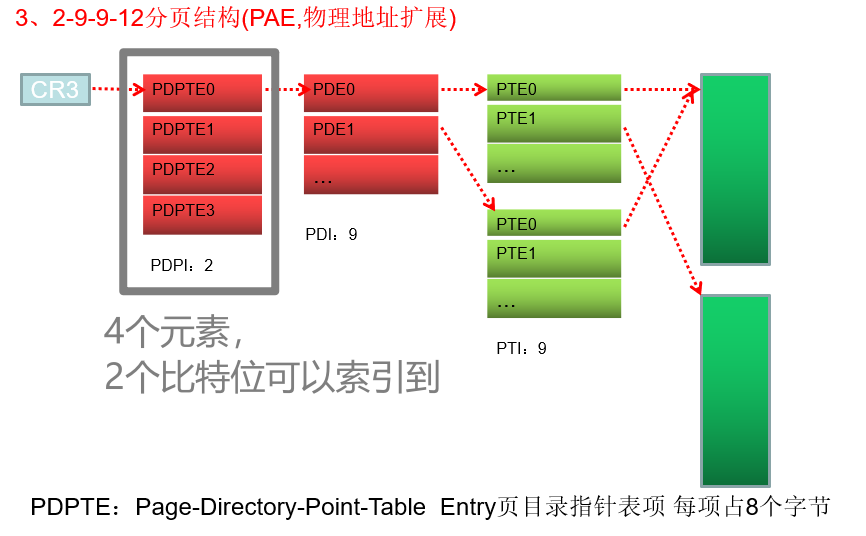 3、2-9-9-12分页结构(PAE,物理地址扩展)
CR3
PDPTE0
PDPTE1
PDPTE2
PDPTE3
PDPI：2
PDE0
PDE1
...
PDI：9
PTE0
PTE1
...
PTE0
PTE1
...
PTI：9
4个元素，
2个比特位可以索引到
PDPTE：Page-Directory-Point-Table  Entry页目录指针表项 每项占8个字节